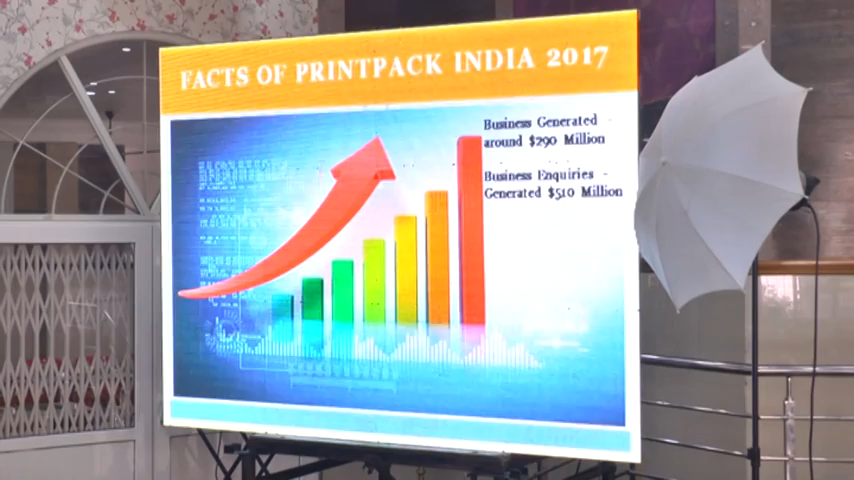 FACTS OF PRINTPACK INDIA 2017
Business Generated -
around $290 Million
Business Enquiries -
Generated $510 Million